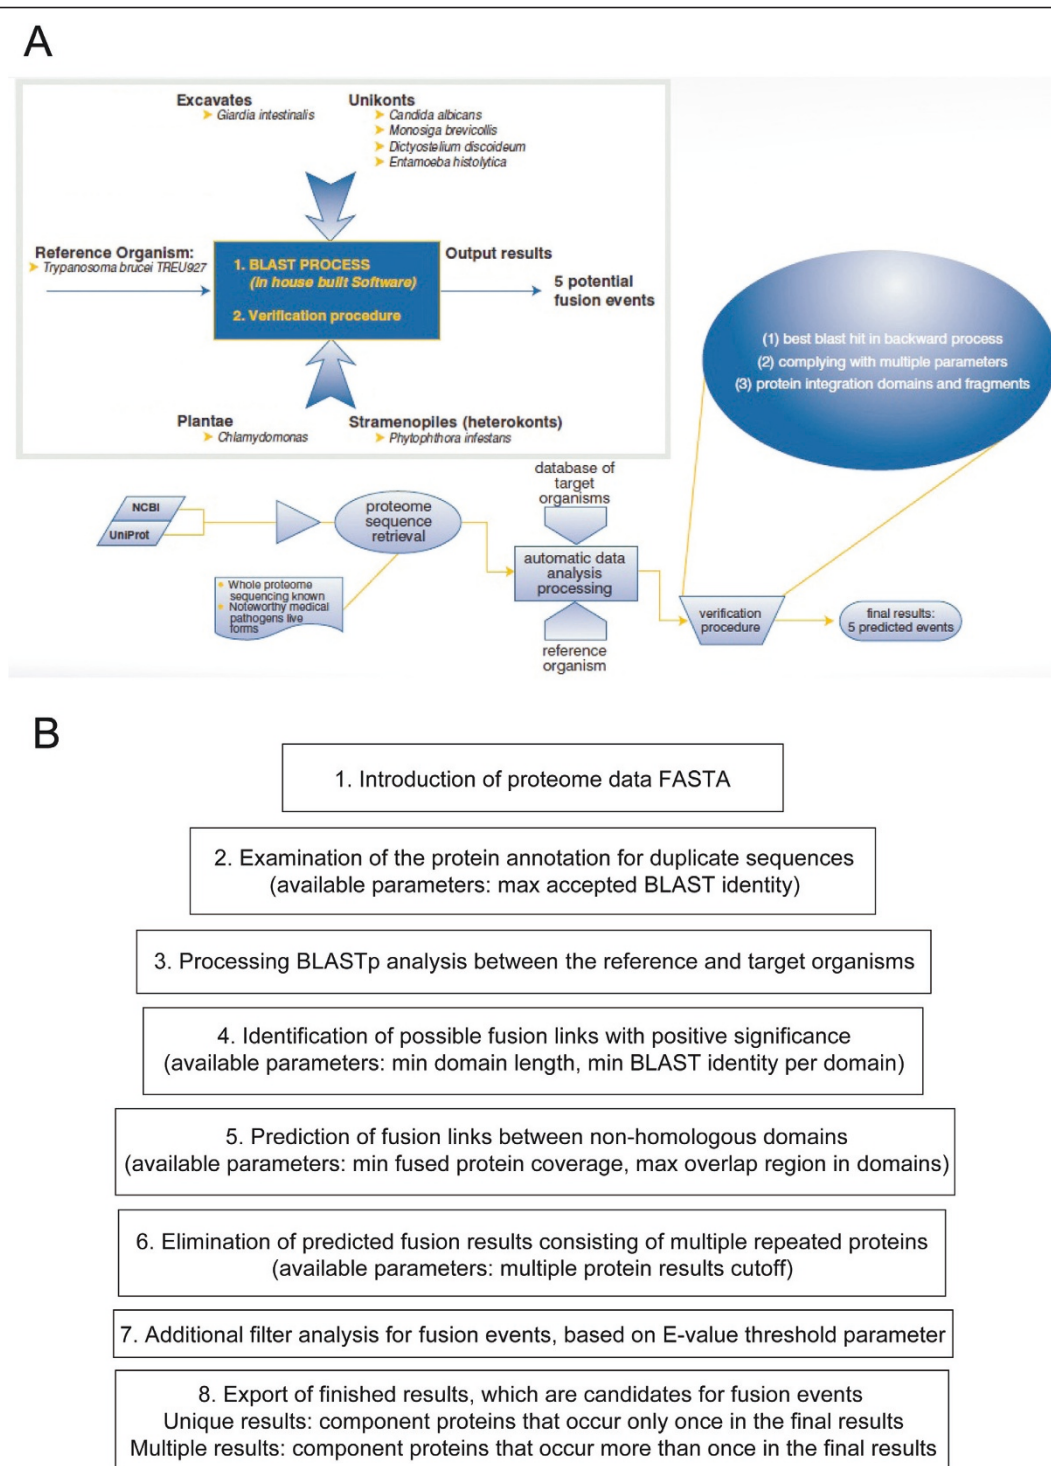 A
Excavates
Giardia intestinalis
Unikonts
Candida albicans
Monosiga brevicollis
Dictyostelium discoideum
Entamoeba histolytica
Reference Organism:
Trypanosoma brucei TREU927
1. BLAST PROCESS
(In house built Software)
2. Verification procedure
Output results
5 potential
fusion events
Plantae
Chlamydomonas
Stramenopiles (heterokonts)
Phytophthora infestans
(1) best blast hit in backward process
(2) complying with multiple parameters
(3) protein integration domains and fragments
NCBI
UniProt
proteome
sequence
retrieval
Whole proteome
sequencing known
Noteworthy medical
pathogens live
forms
database of
target
organisms
automatic data
analysis
processing
reference
organism
verification
procedure
final results:
5 predicted events
B
1. Introduction of proteome data FASTA
2. Examination of the protein annotation for duplicate sequences
(available parameters: max accepted BLAST identity)
3. Processing BLASTp analysis between the reference and target organisms
4. Identification of possible fusion links with positive significance
(available parameters: min domain length, min BLAST identity per domain)
5. Prediction of fusion links between non-homologous domains
(available parameters: min fused protein coverage, max overlap region in domains)
6. Elimination of predicted fusion results consisting of multiple repeated proteins
(available parameters: multiple protein results cutoff)
7. Additional filter analysis for fusion events, based on E-value threshold parameter
8. Export of finished results, which are candidates for fusion events
Unique results: component proteins that occur only once in the final results
Multiple results: component proteins that occur more than once in the final results